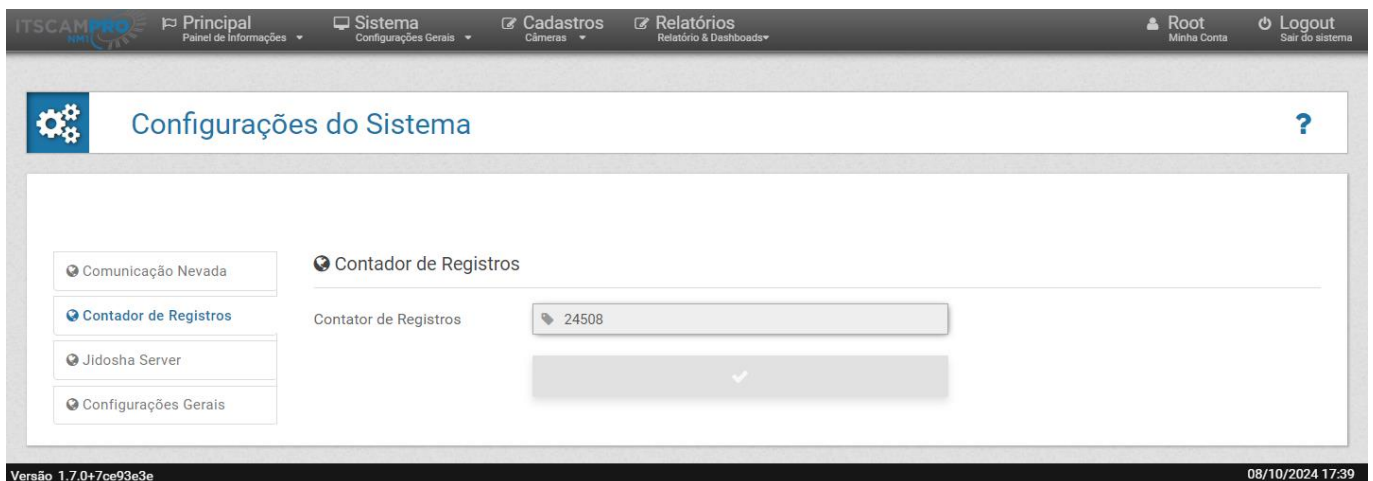 ITSCAMPRO
NM1
Principal
Painel de Informações
Sistema
Configurações Gerais
Cadastros
Câmeras
Relatórios
Relatório & Dashboads
Root
Minha Conta
Logout
Sair do sistema
Configurações do Sistema
?
Comunicação Nevada
Contador de Registros
Jidosha Server
Configurações Gerais
Contador de Registros
Contator de Registros
24508
Versão 1.7.0+7ce93e3e
08/10/2024 17:39